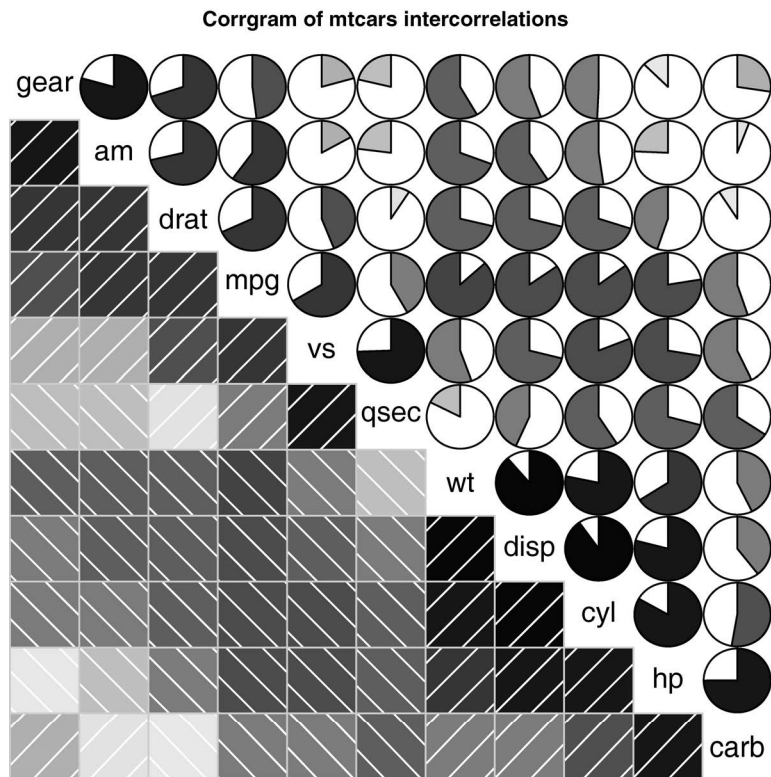 Corrgram of mtcars intercorrelations
gear
am
drat
mpg
vs
qsec
wt
disp
cyl
hp
carb